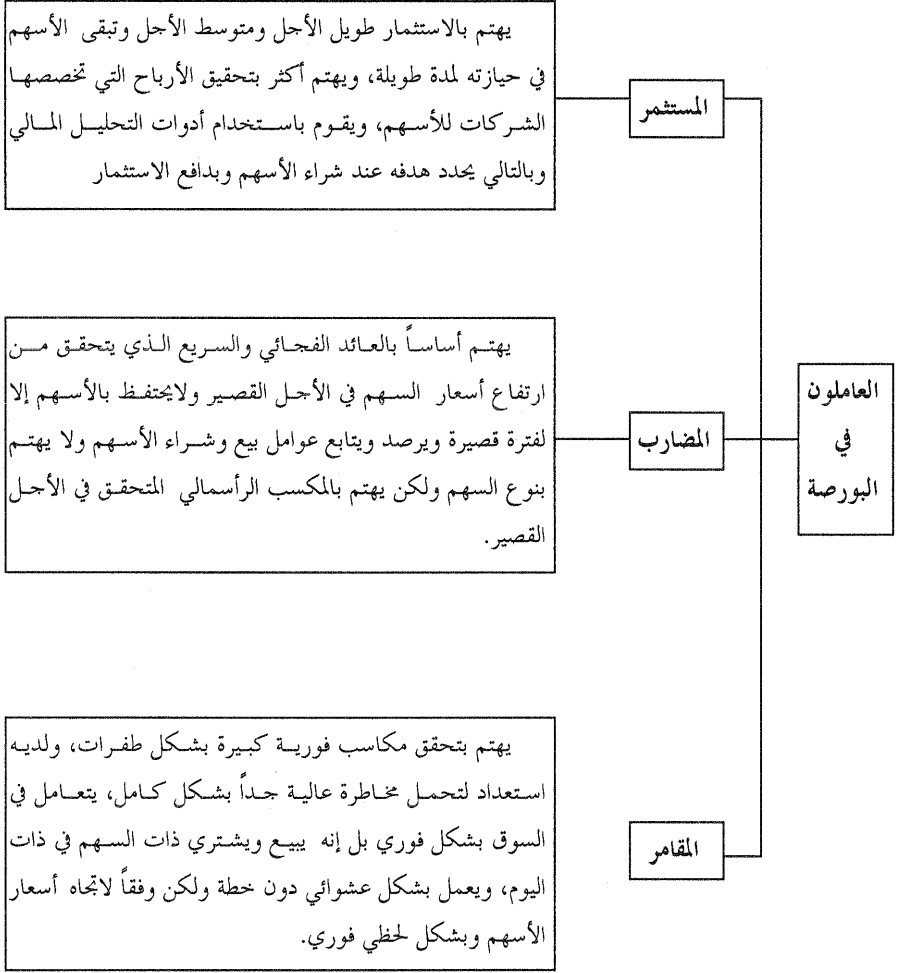 العاملون
في
البورصة
المستثمر
يهتم بالاستثمار طويل الأجل ومتوسط الأجل وتبقى الأسهم
في حيازته لمدة طويلة، ويهتم أكثر بتحقيق الأرباح التي تخصصها
الشركات للأسهم، ويقوم باستخدام أدوات التحليل المالي
وبالتالي يحدد هدفه عند شراء الأسهم وبدافع الاستثمار
المضارب
يهتم أساساً بالعائد الفجائي والسريع الذي يتحقق من
ارتفاع أسعار السهم في الأجل القصير ولايحتفظ بالأسهم إلا
لفترة قصيرة ويرصد ويتابع عوامل بيع وشراء الأسهم ولا يهتم
بنوع السهم ولكن يهتم بالمكسب الرأسمالي المتحقق في الأجل
القصير.
المقامر
يهتم بتحقق مكاسب فورية كبيرة بشكل طفرات، ولديه
استعداد لتحمل مخاطرة عالية جداً بشكل كامل، يتعامل في
السوق بشكل فوري بل إنه يبيع ويشتري ذات السهم في ذات
اليوم، ويعمل بشكل عشوائي دون خطة ولكن وفقاً لاتجاه أسعار
الأسهم وبشكل لحظي فوري.